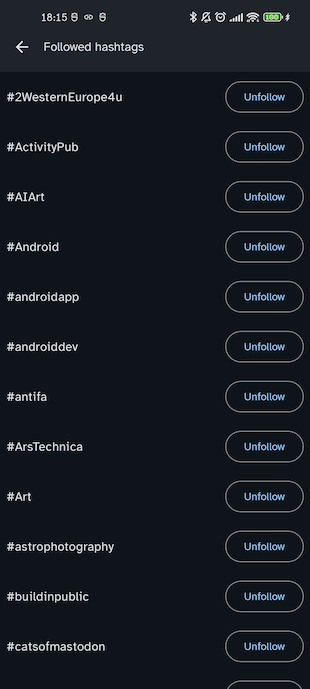 18:15
100
Followed hashtags
#2WesternEurope4u
Unfollow
#ActivityPub
Unfollow
#AIArt
Unfollow
#Android
Unfollow
#androidapp
Unfollow
#androiddev
Unfollow
#antifa
Unfollow
#ArsTechnica
Unfollow
#Art
Unfollow
#astrophotography
Unfollow
#buildinpublic
Unfollow
#catsofmastodon
Unfollow